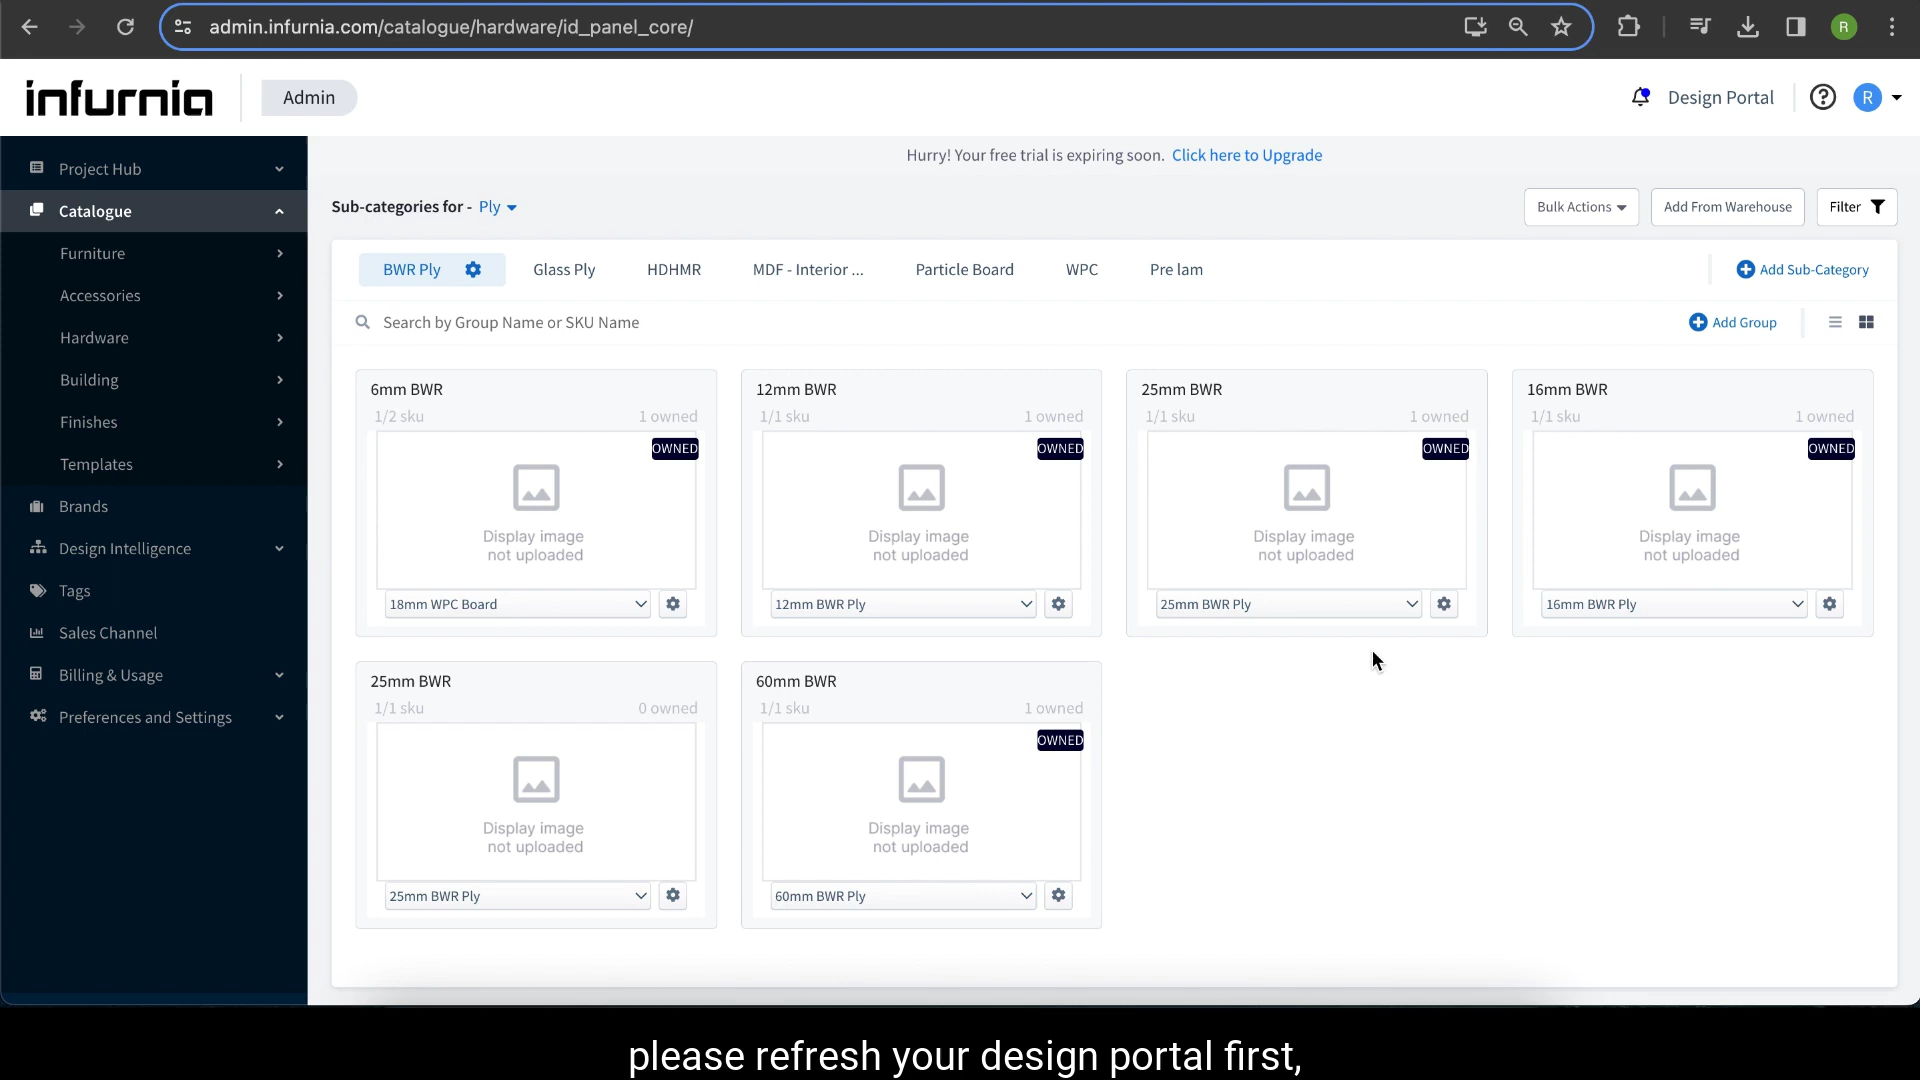 admin.infurnia.com/catalogue/hardware/id_panel_core/
R
infurnia
Admin
Design Portal
R
Project Hub
Catalogue
Furniture
Accessories
Hardware
Building
Finishes
Templates
Brands
Design Intelligence
Tags
Sales Channel
Billing & Usage
Preferences and Settings
Hurry! Your free trial is expiring soon. Click here to Upgrade
Sub-categories for - Ply
Bulk Actions
Add From Warehouse
Filter
BWR Ply
Glass Ply
HDHMR
MDF - Interior ...
Particle Board
WPC
Pre lam
Add Sub-Category
Search by Group Name or SKU Name
Add Group
6mm BWR
1/2 sku
1 owned
OWNED
Display image
not uploaded
18mm WPC Board
12mm BWR
1/1 sku
1 owned
OWNED
Display image
not uploaded
12mm BWR Ply
25mm BWR
1/1 sku
1 owned
OWNED
Display image
not uploaded
25mm BWR Ply
16mm BWR
1/1 sku
1 owned
OWNED
Display image
not uploaded
16mm BWR Ply
25mm BWR
1/1 sku
0 owned
Display image
not uploaded
25mm BWR Ply
60mm BWR
1/1 sku
1 owned
OWNED
Display image
not uploaded
60mm BWR Ply
please refresh your design portal first,